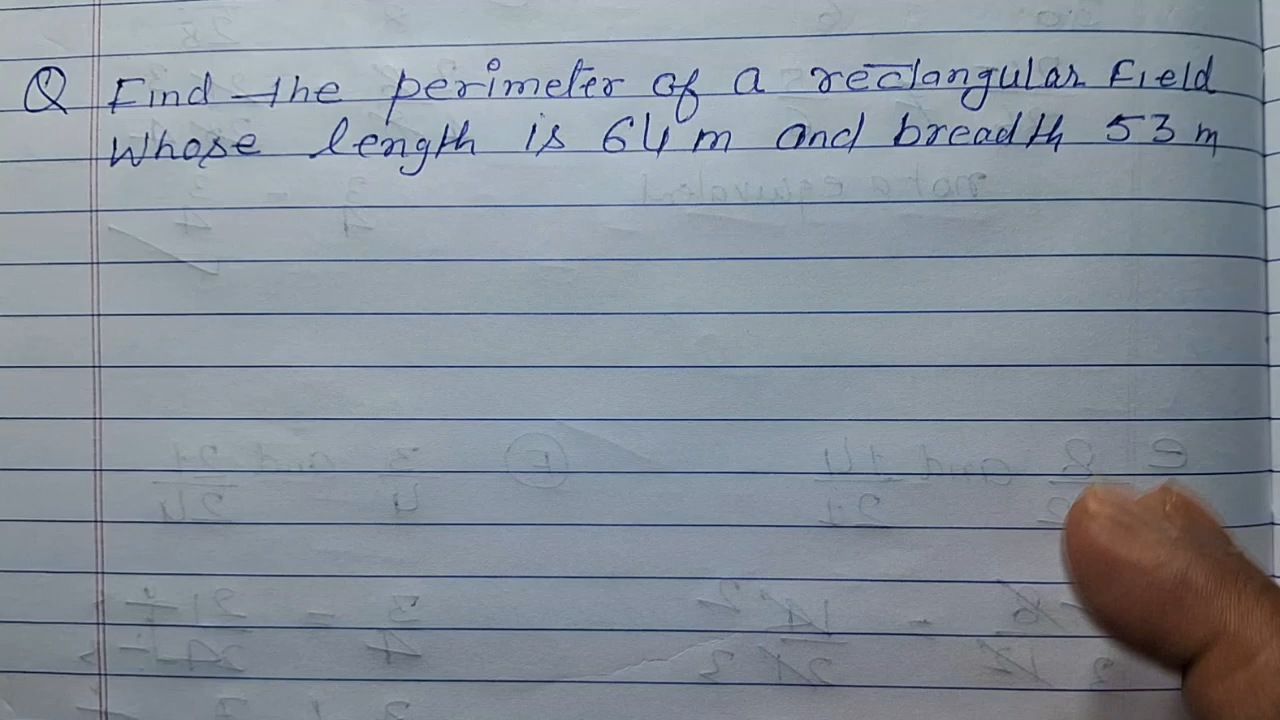 Q Find the perimeter of a rectangular Field
Whose length is 64 m and breadth 53 m